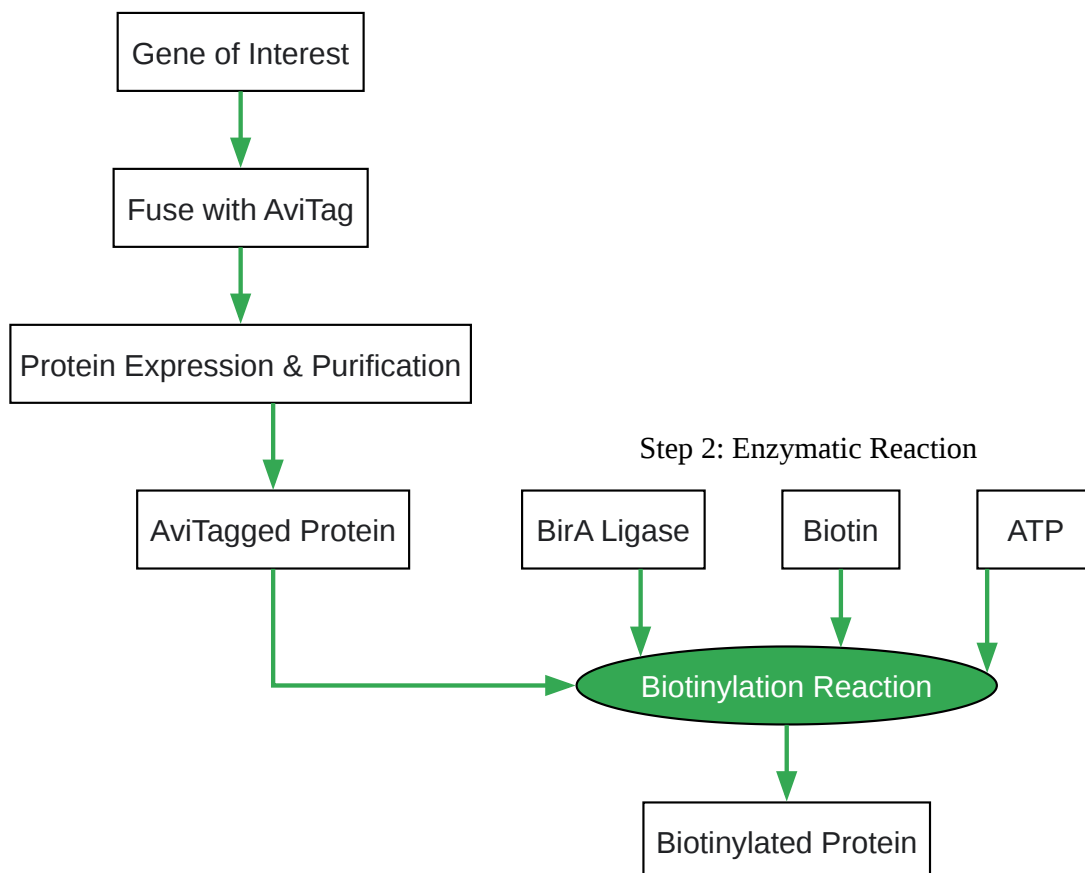 Gene of Interest
Fuse with AviTag
Protein Expression & Purification
Step 2: Enzymatic Reaction
AviTagged Protein
BirA Ligase
Biotin
ATP
Biotinylation Reaction
Biotinylated Protein